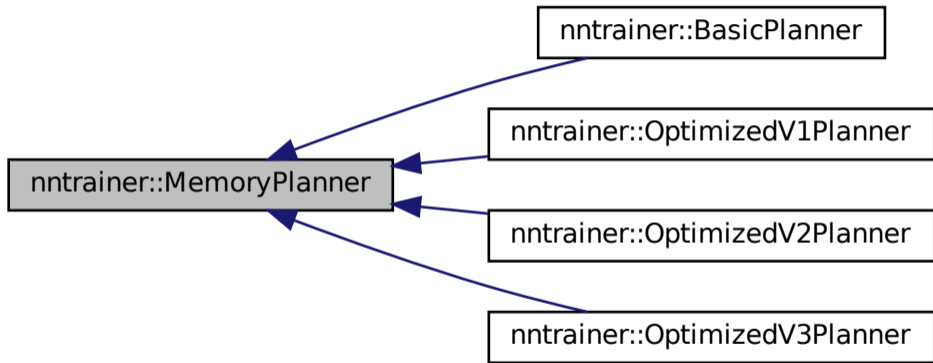 nntrainer::BasicPlanner
nntrainer::OptimizedV1Planner
nntrainer::MemoryPlanner
nntrainer::OptimizedV2Planner
nntrainer::OptimizedV3Planner